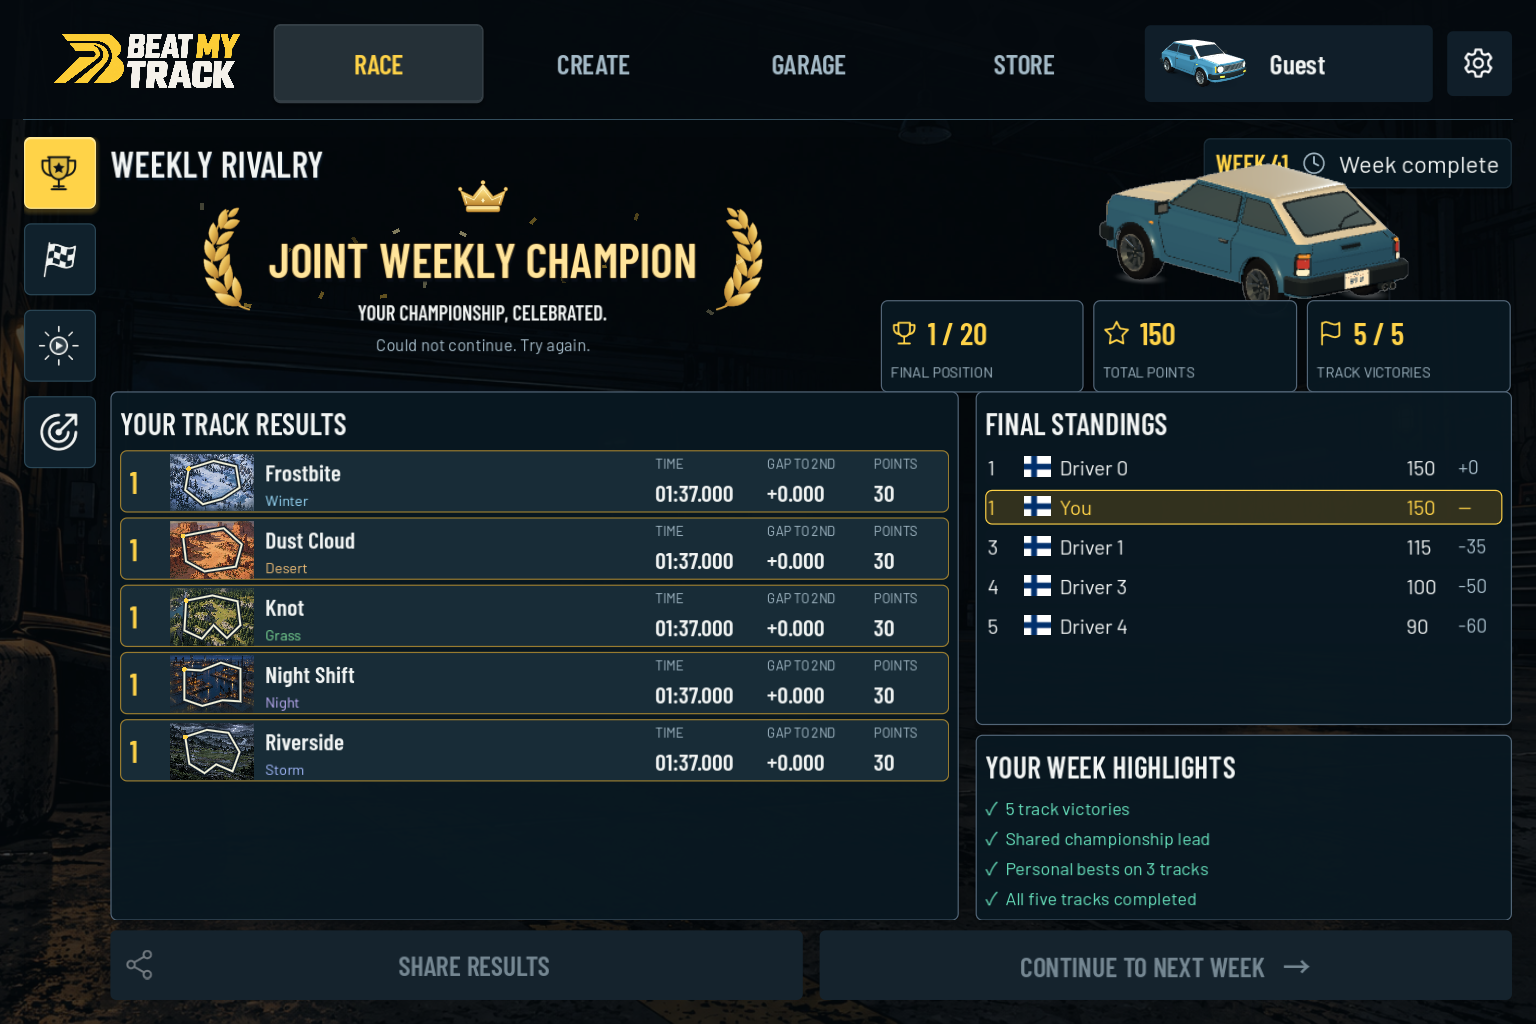 BEAT MY
TRACK
RACE
CREATE
GARAGE
STORE
Guest
WEEKLY RIVALRY
WEEK 41
Week complete
JOINT WEEKLY CHAMPION
YOUR CHAMPIONSHIP, CELEBRATED.
Could not continue. Try again.
1 / 20
FINAL POSITION
150
TOTAL POINTS
5 / 5
TRACK VICTORIES
YOUR TRACK RESULTS
1
Frostbite
Winter
TIME
01:37.000
GAP TO 2ND
+0.000
POINTS
30
1
Dust Cloud
Desert
TIME
01:37.000
GAP TO 2ND
+0.000
POINTS
30
1
Knot
Grass
TIME
01:37.000
GAP TO 2ND
+0.000
POINTS
30
1
Night Shift
Night
TIME
01:37.000
GAP TO 2ND
+0.000
POINTS
30
1
Riverside
Storm
TIME
01:37.000
GAP TO 2ND
+0.000
POINTS
30
FINAL STANDINGS
1 Driver 0 150 +0
1 You 150 —
3 Driver 1 115 -35
4 Driver 3 100 -50
5 Driver 4 90 -60
YOUR WEEK HIGHLIGHTS
✓ 5 track victories
✓ Shared championship lead
✓ Personal bests on 3 tracks
✓ All five tracks completed
SHARE RESULTS
CONTINUE TO NEXT WEEK →